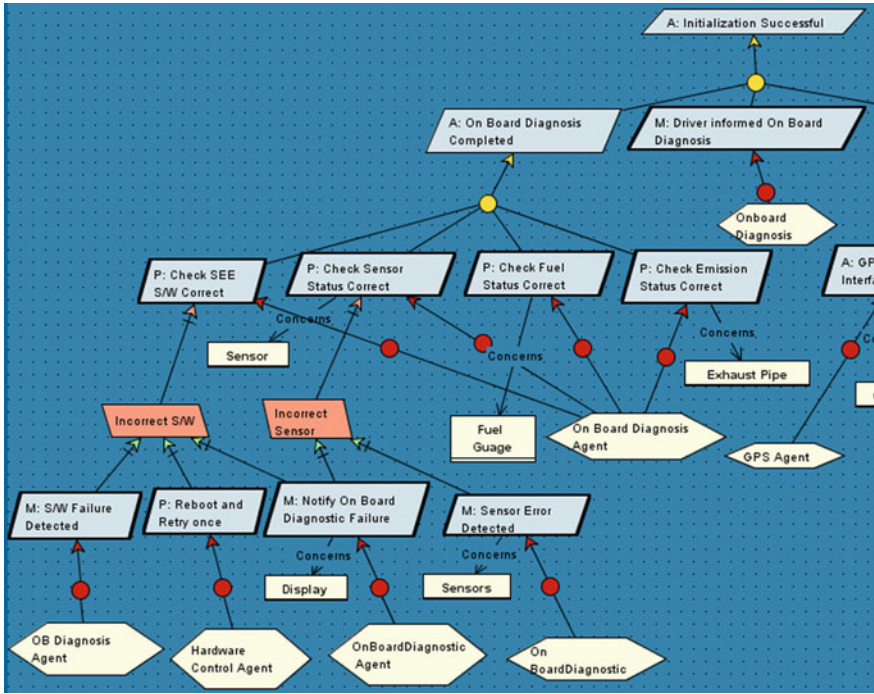 A: Initialization Successful
A: On Board Diagnosis
Completed
M: Driver informed On Board
Diagnosis
Onboard
Diagnosis
P: Check SEE
S/W Correct
P: Check Sensor
Status Correct
P: Check Fuel
Status Correct
P: Check Emission
Status Correct
A: GP
Interfa
Concerns
Sensor
Concerns
Concerns
Exhaust Pipe
Co
Incorrect S/W
Incorrect
Sensor
Fuel
Guage
On Board Diagnosis
Agent
GPS Agent
M: S/W Failure
Detected
P: Reboot and
Retry once
M: Notify On Board
Diagnostic Failure
M: Sensor Error
Detected
Concerns
Display
Concerns
Sensors
OB Diagnosis
Agent
Hardware
Control Agent
OnBoardDiagnostic
Agent
On
BoardDiagnostic